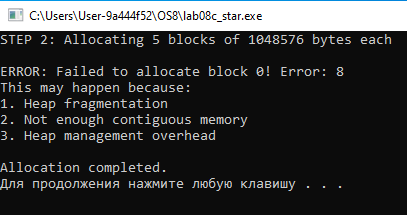 C:\Users\User-9a444f52\OS8\lab08c_star.exe
STEP 2: Allocating 5 blocks of 1048576 bytes each
ERROR: Failed to allocate block 0! Error: 8
This may happen because:
1. Heap fragmentation
2. Not enough contiguous memory
3. Heap management overhead
Allocation completed.
Для продолжения нажмите любую клавишу . . .